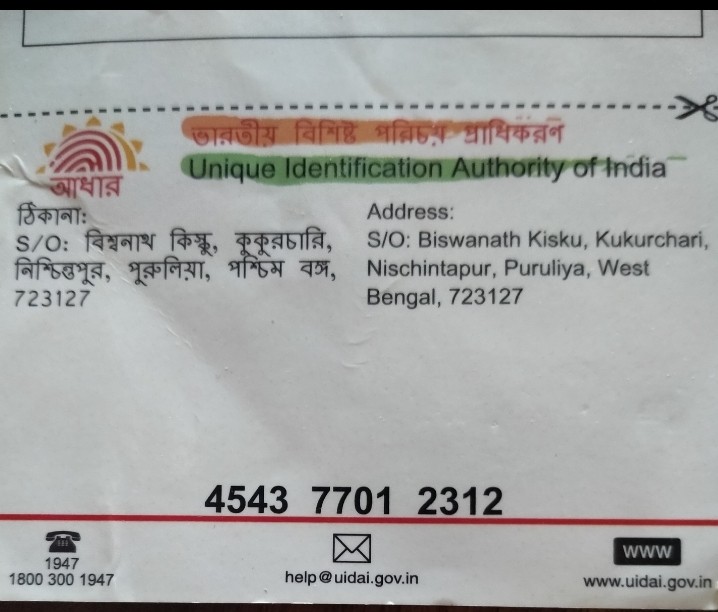 ভারতীয় বিশিষ্ট পরিচয় প্রাধিকরণ
Unique Identification Authority of India
আধার
ঠিকানা:
S/O: বিশ্বনাথ কিস্কু, কুকুরচারি,
নিশ্চিন্তপুর, পুরুলিয়া, পশ্চিম বঙ্গ,
723127
Address:
S/O: Biswanath Kisku, Kukurchari,
Nischintapur, Puruliya, West
Bengal, 723127
4543 7701 2312
1947
1800 300 1947
help@uidai.gov.in
www
www.uidai.gov.in